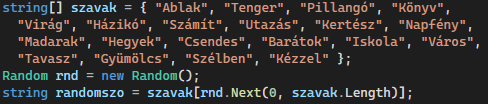 string[] szavak = { "Ablak", "Tenger", "Pillangó", "Könyv",
"Virág", "Házikó", "Számít", "Utazás", "Kertész", "Napfény",
"Madarak", "Hegyek", "Csendes", "Barátok", "Iskola", "Város",
"Tavasz", "Gyümölcs", "Szélben", "Kézzel" };
Random rnd = new Random();
string randomszo = szavak[rnd.Next(0, szavak.Length)];